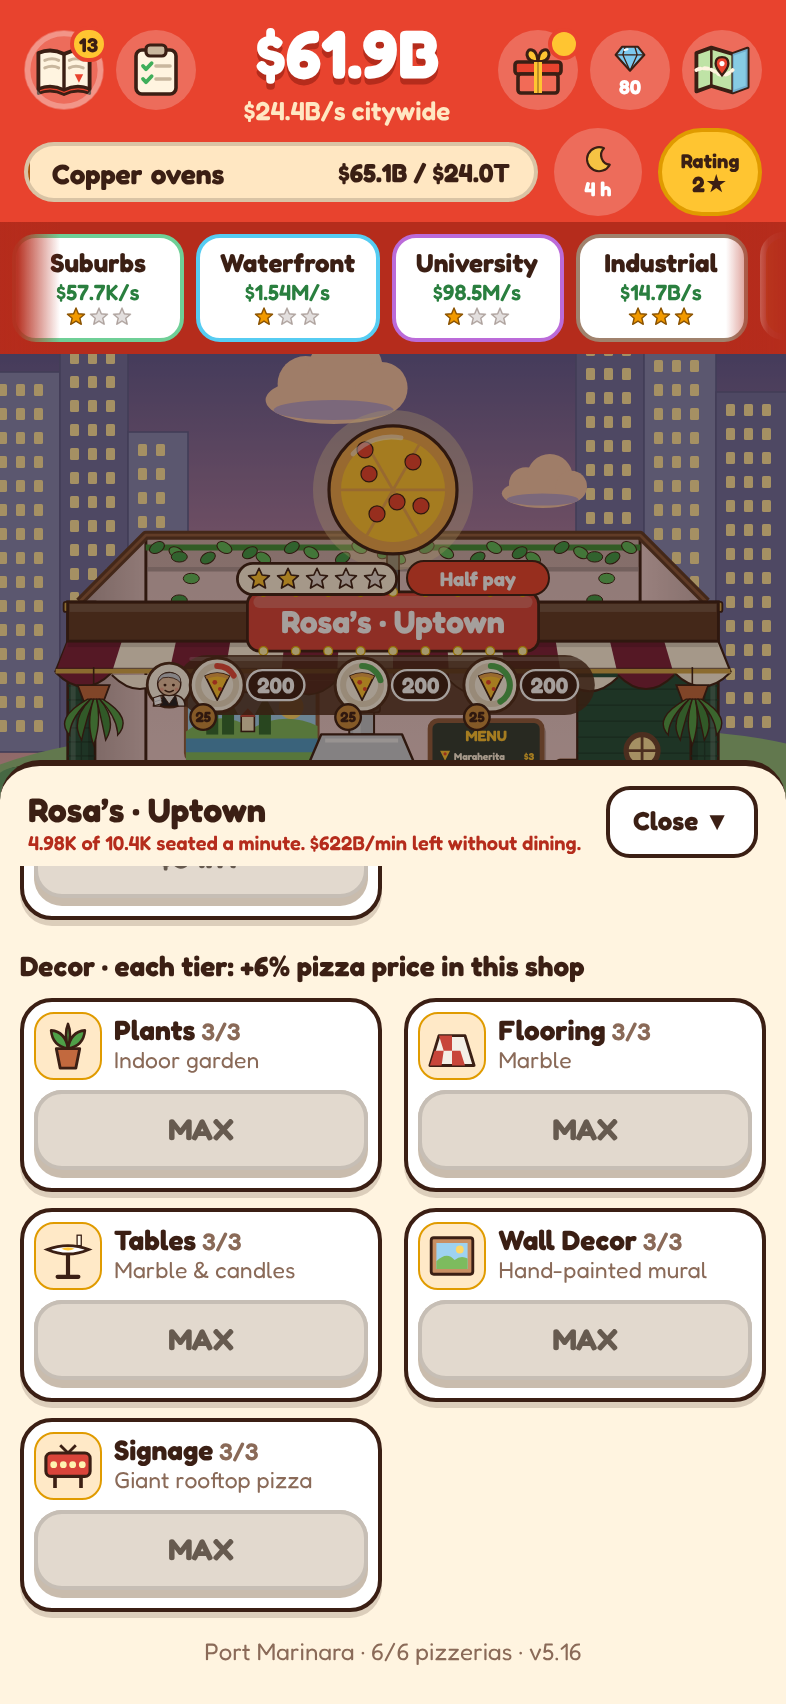 13
$61.9B
$24.4B/s citywide
80
Copper ovens
$65.1B / $24.0T
4 h
Rating
2★
Suburbs
$57.7K/s
Waterfront
$1.54M/s
University
$98.5M/s
Industrial
$14.7B/s
Half pay
Rosa's · Uptown
200
200
200
25
25
25
MENU
Margherita $3
Rosa's · Uptown
4.98K of 10.4K seated a minute. $622B/min left without dining.
Close ▼
Decor · each tier: +6% pizza price in this shop
Plants 3/3
Indoor garden
MAX
Flooring 3/3
Marble
MAX
Tables 3/3
Marble & candles
MAX
Wall Decor 3/3
Hand-painted mural
MAX
Signage 3/3
Giant rooftop pizza
MAX
Port Marinara · 6/6 pizzerias · v5.16